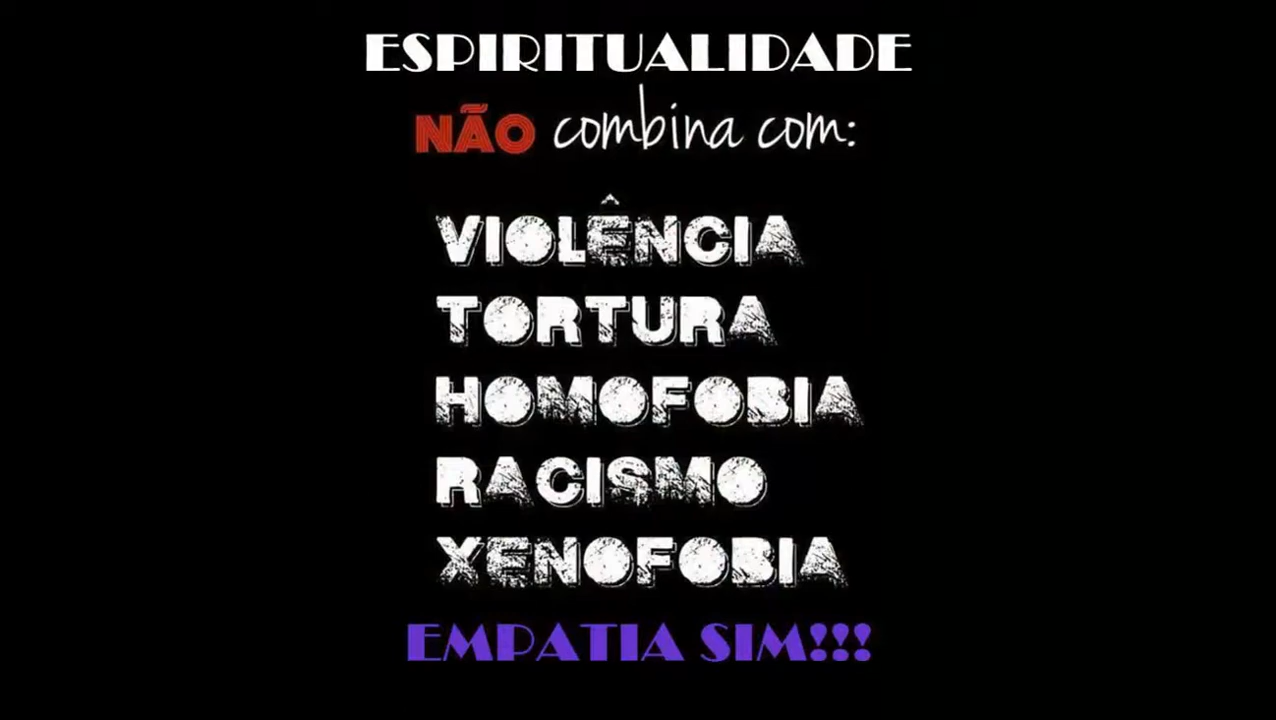 ESPIRITUALIDADE
NÃO combina com:
VIOLÊNCIA
TORTURA
HOMOFOBIA
RACISMO
XENOFOBIA
EMPATIA SIM!!!